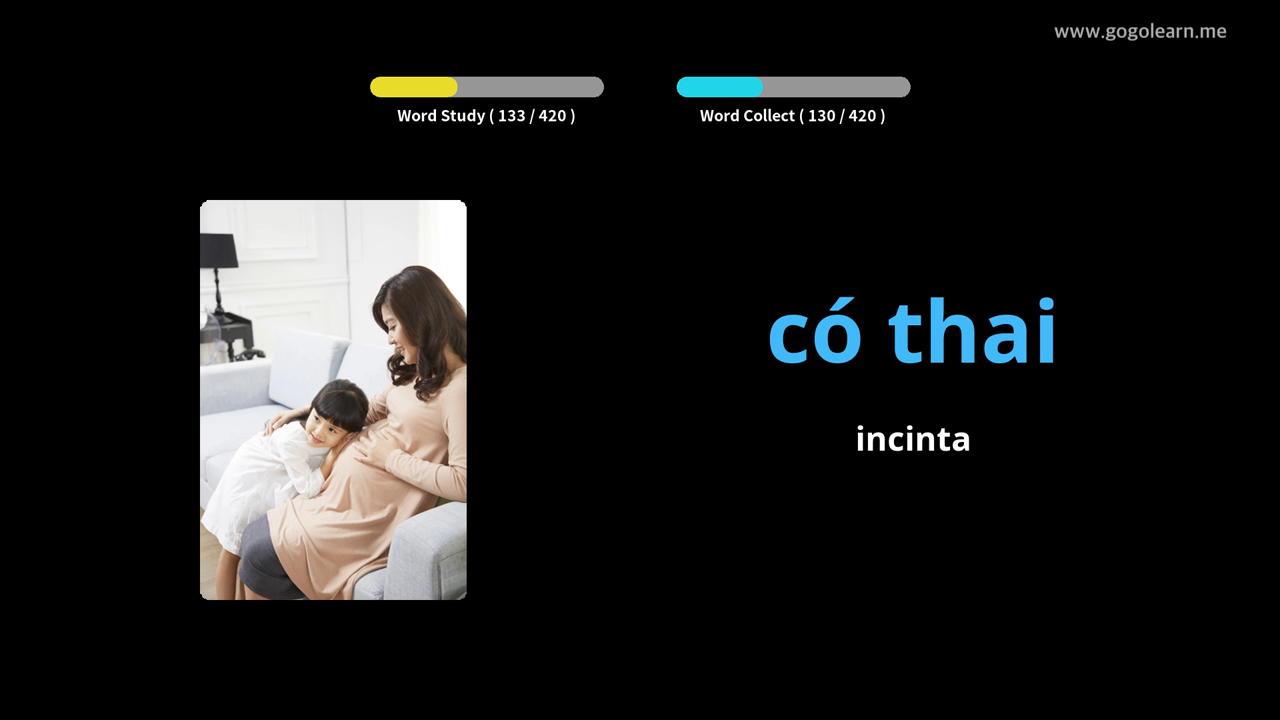 www.gogolearn.me
Word Study ( 133 / 420 )
Word Collect ( 130 / 420 )
có thai
incinta